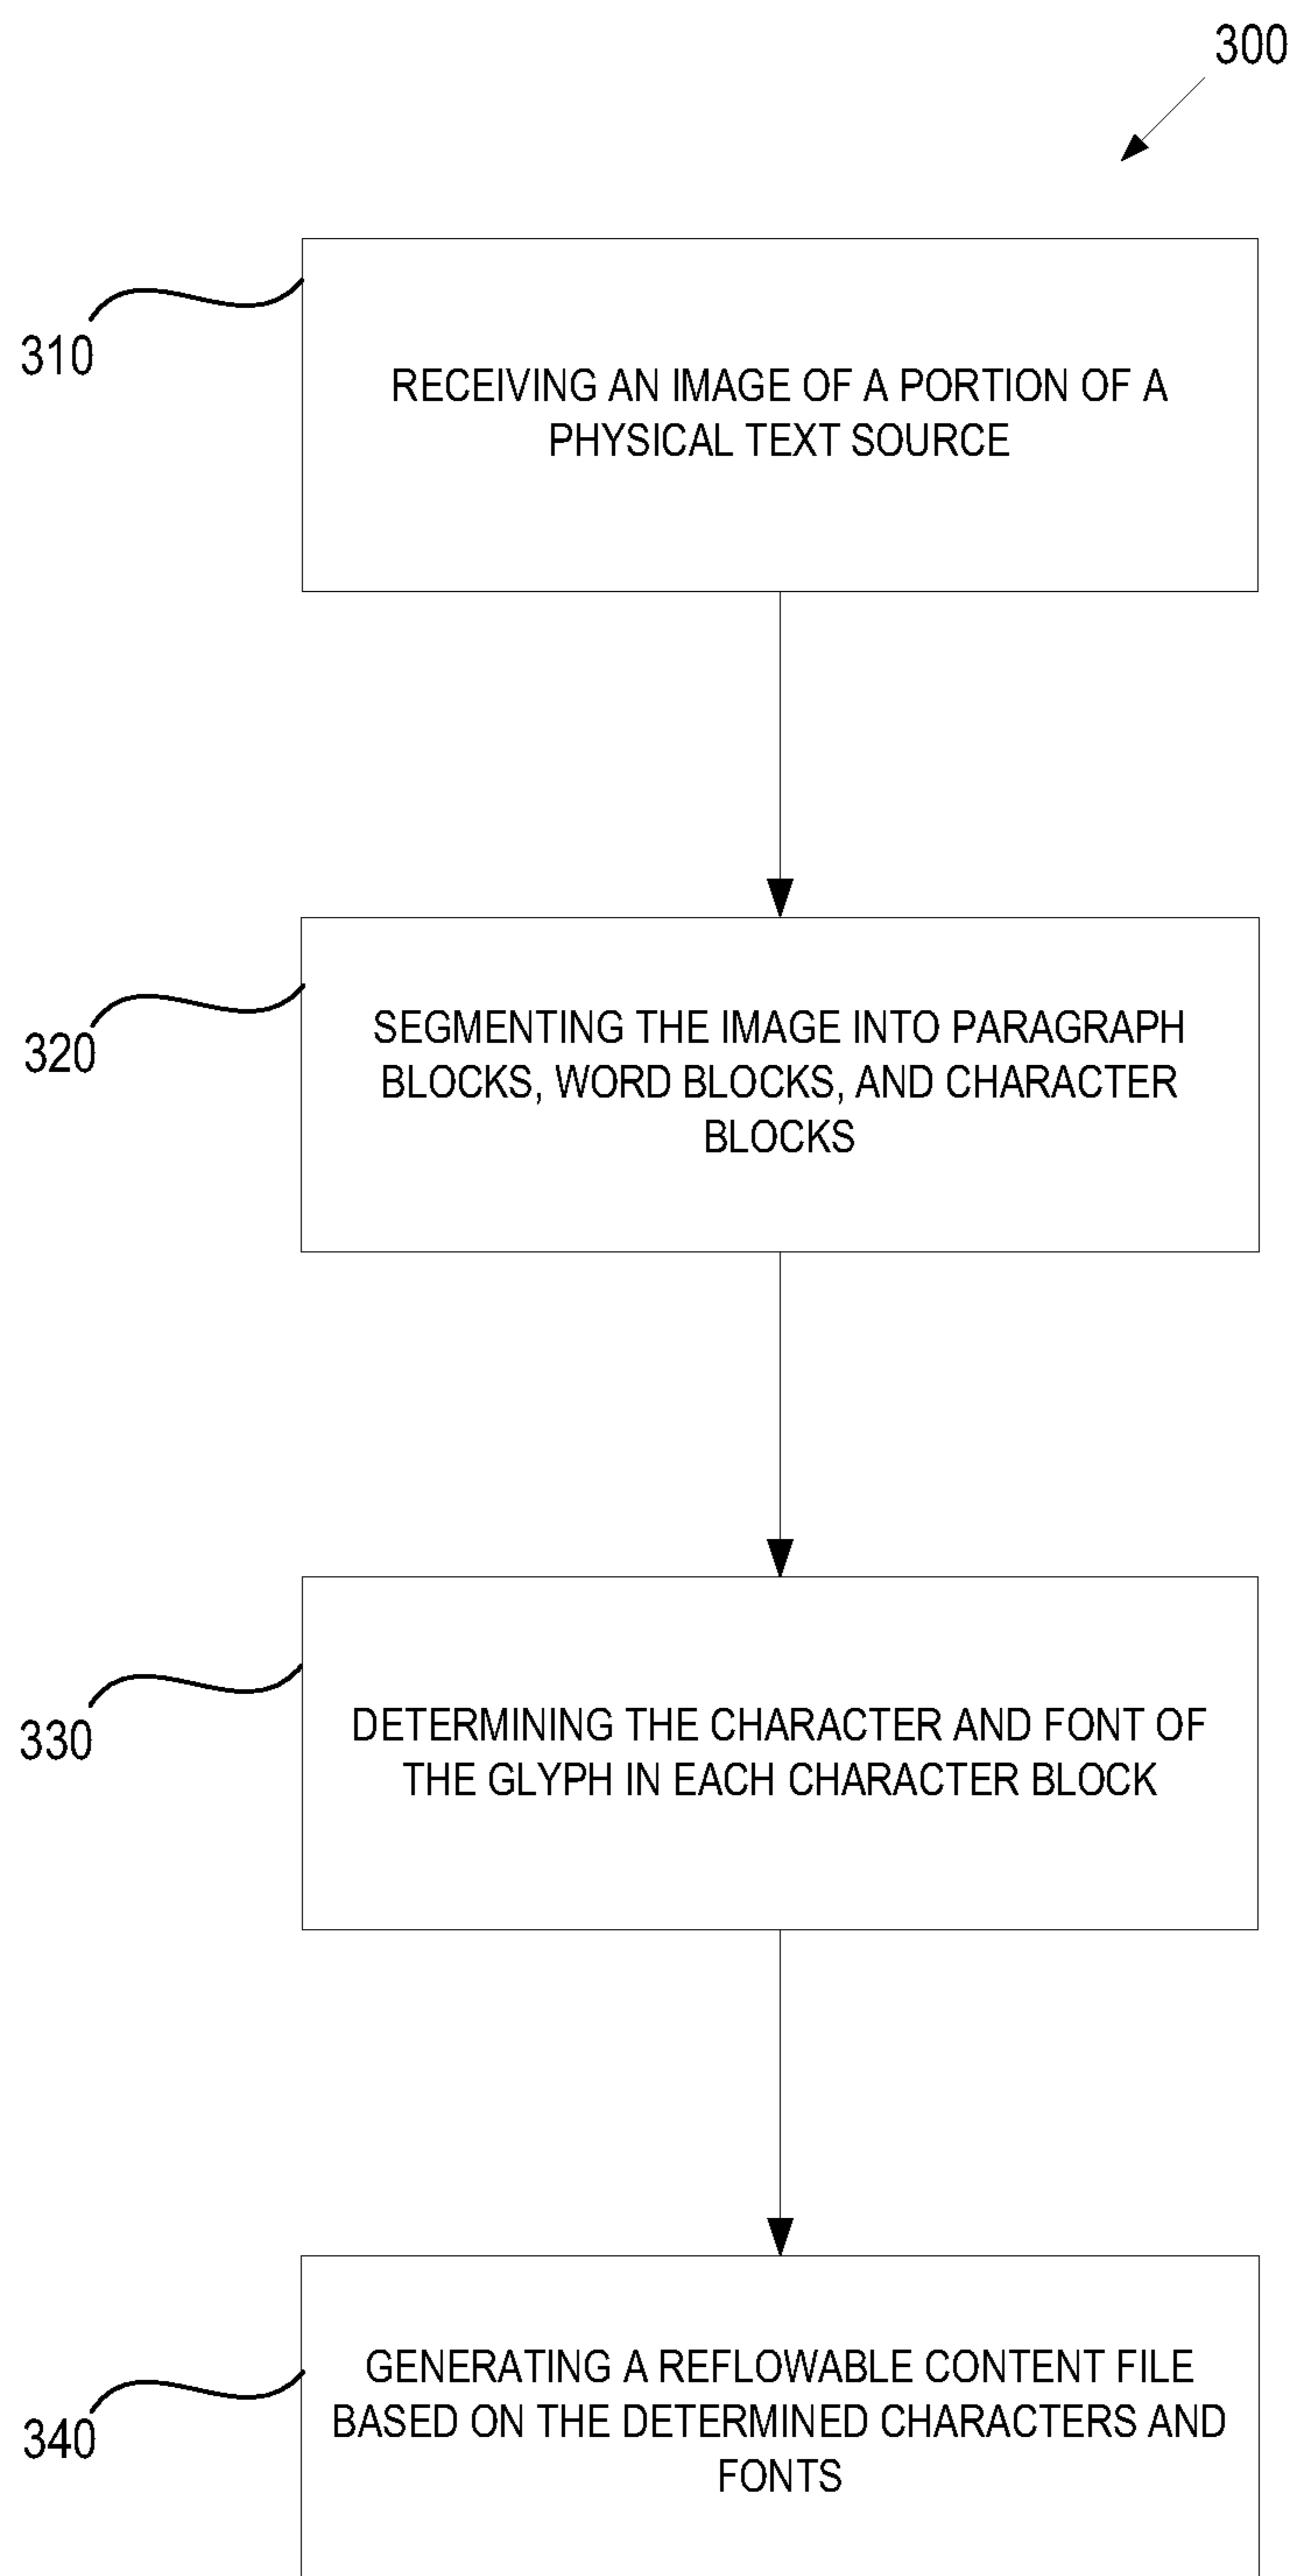 300
310
RECEIVING AN IMAGE OF A PORTION OF A
PHYSICAL TEXT SOURCE
320
SEGMENTING THE IMAGE INTO PARAGRAPH
BLOCKS, WORD BLOCKS, AND CHARACTER
BLOCKS
330
DETERMINING THE CHARACTER AND FONT OF
THE GLYPH IN EACH CHARACTER BLOCK
340
GENERATING A REFLOWABLE CONTENT FILE
BASED ON THE DETERMINED CHARACTERS AND
FONTS